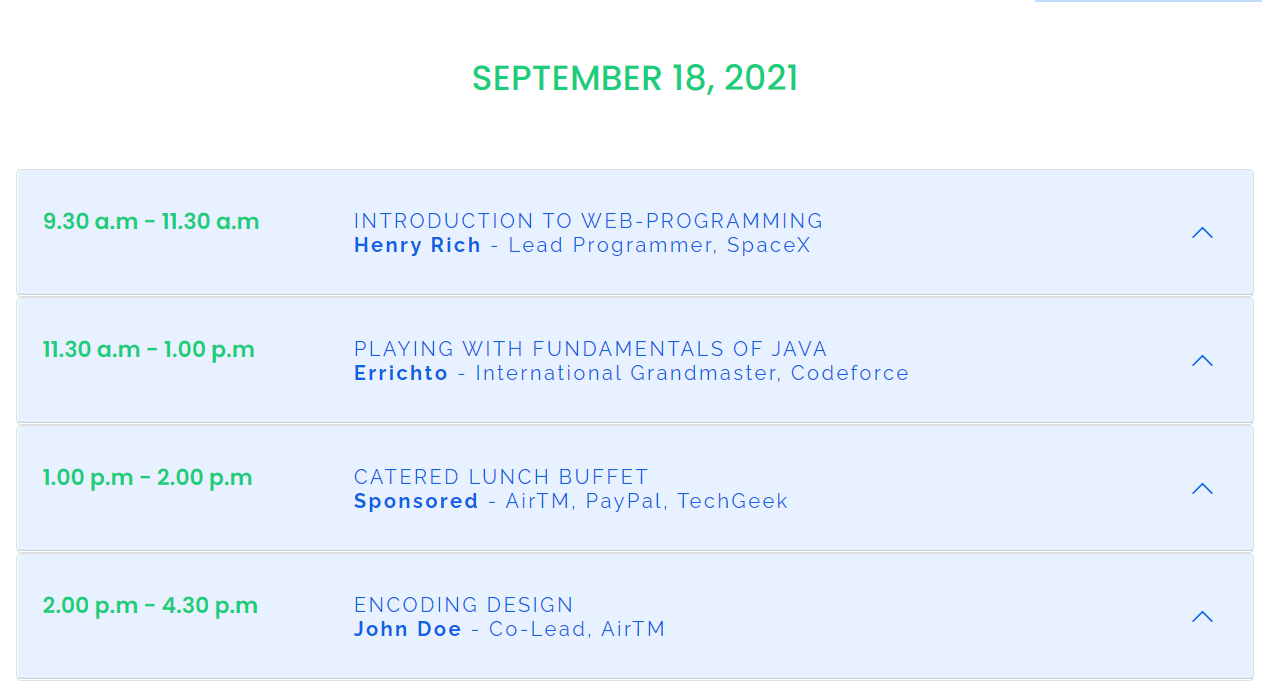 SEPTEMBER 18, 2021
9.30 a.m - 11.30 a.m
INTRODUCTION TO WEB-PROGRAMMING
Henry Rich - Lead Programmer, SpaceX
11.30 a.m - 1.00 p.m
PLAYING WITH FUNDAMENTALS OF JAVA
Errichto - International Grandmaster, Codeforce
1.00 p.m - 2.00 p.m
CATERED LUNCH BUFFET
Sponsored - AirTM, PayPal, TechGeek
2.00 p.m - 4.30 p.m
ENCODING DESIGN
John Doe - Co-Lead, AirTM